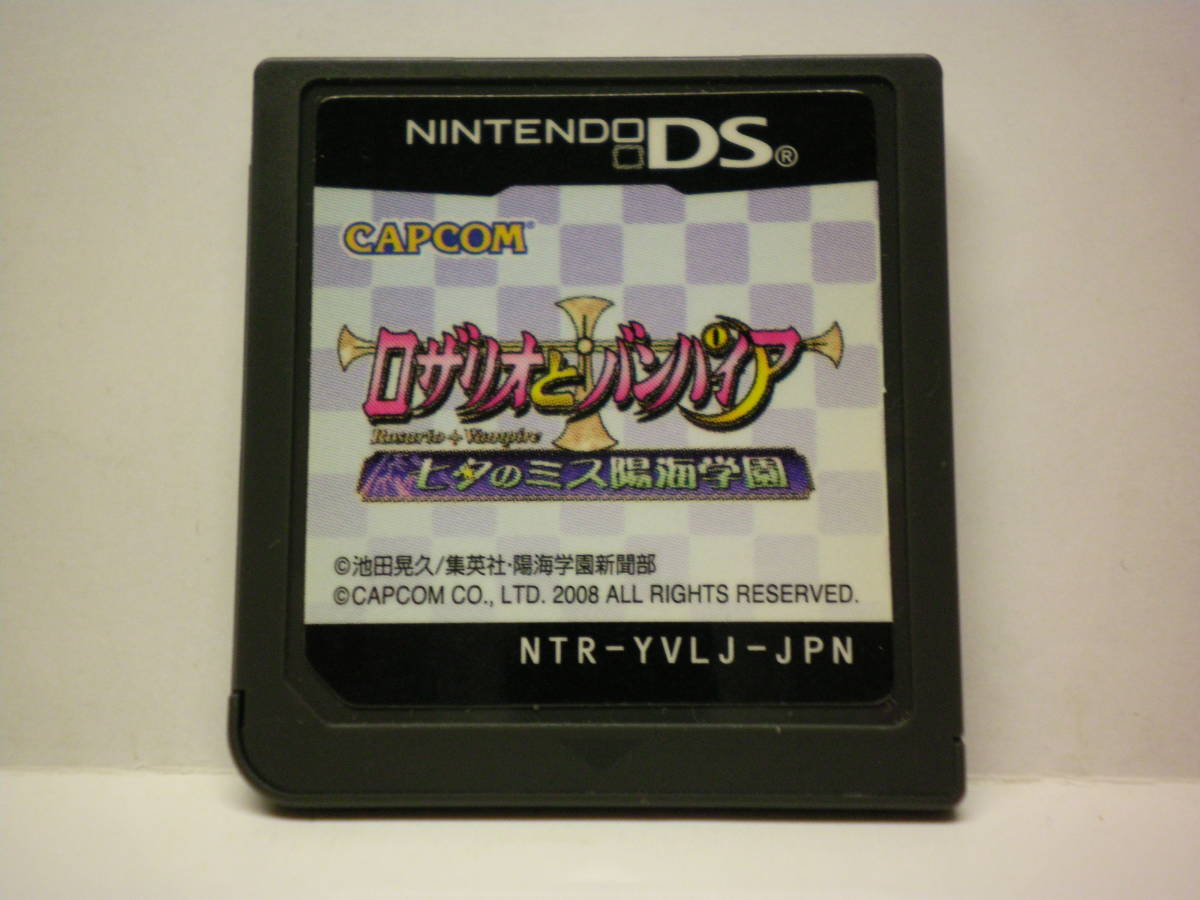 NINTENDO DS®
CAPCOM®
ロザリオとバンパイア
Rosario + Vampire
七夕のミス陽海学園
©池田晃久/集英社・陽海学園新聞部
©CAPCOM CO., LTD. 2008 ALL RIGHTS RESERVED.
NTR-YVLJ-JPN